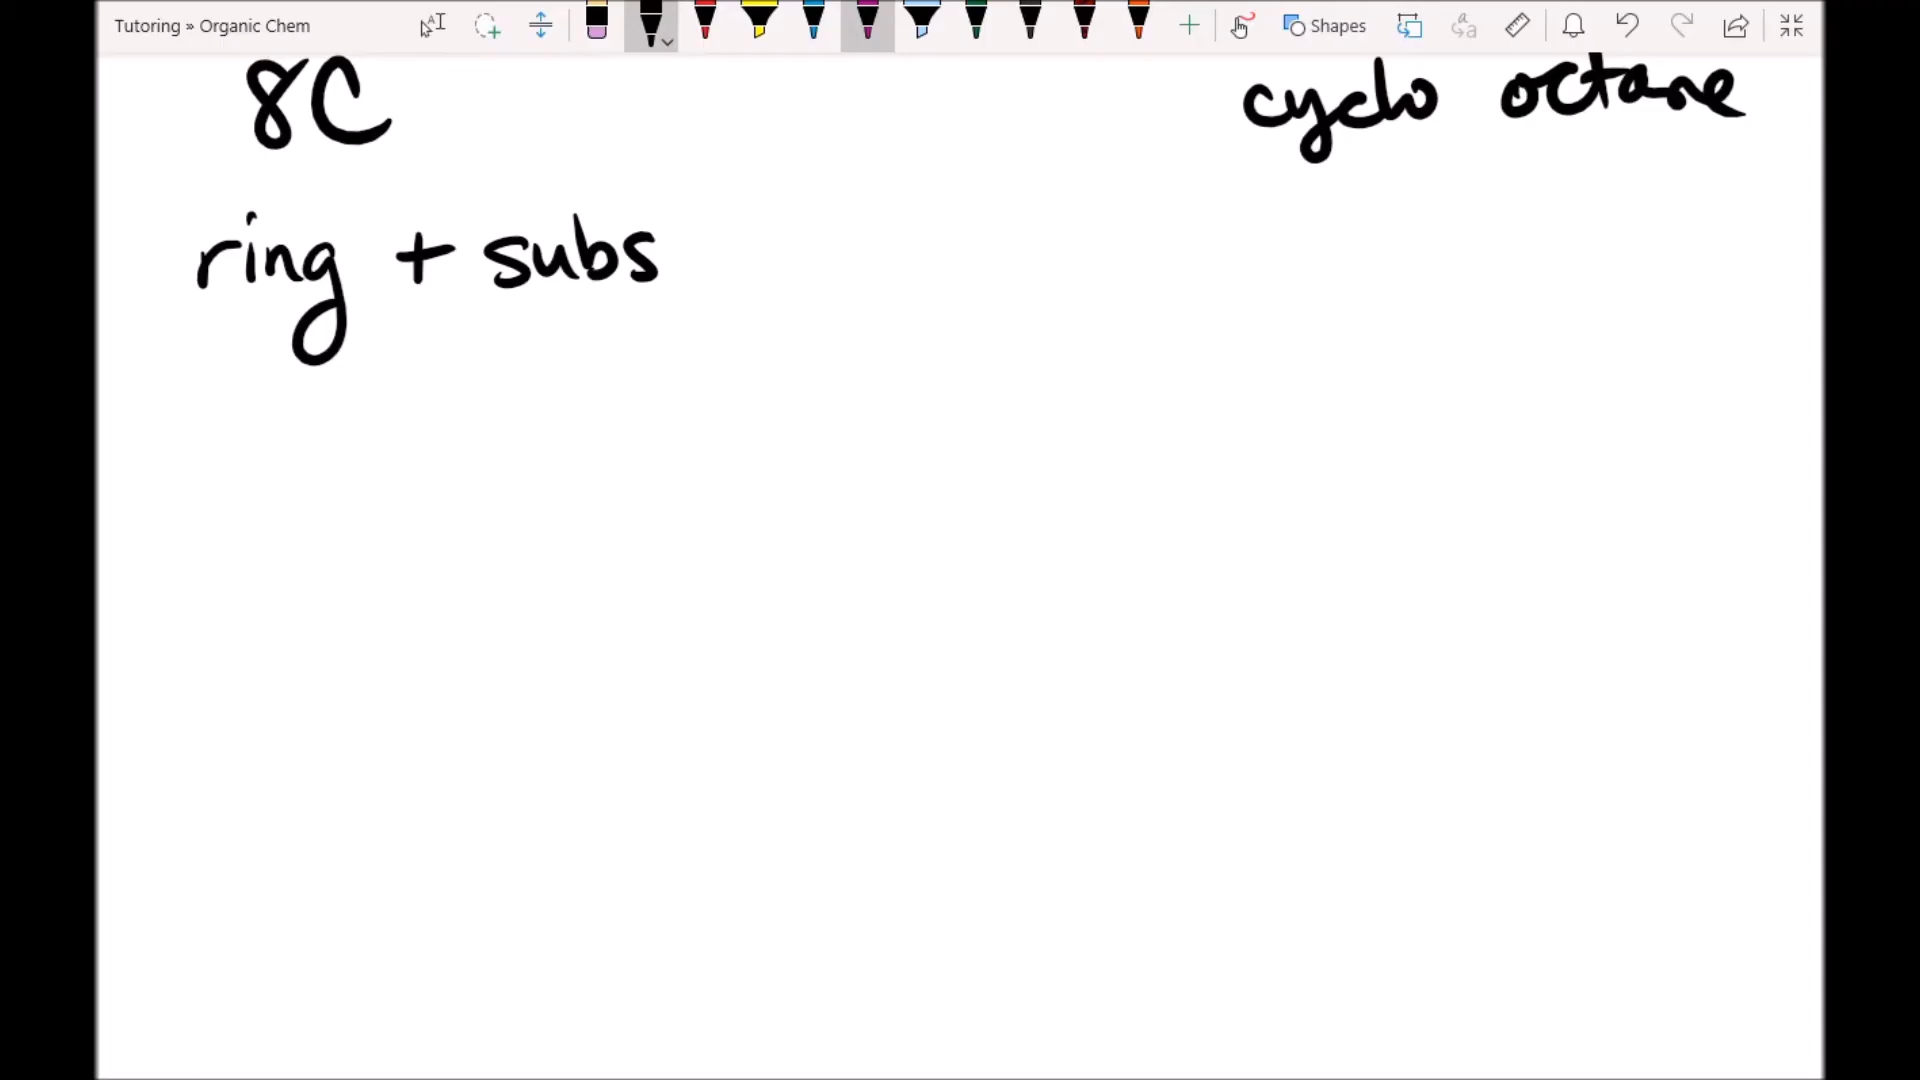 Tutoring » Organic Chem
Shapes
8C cyclo octane
ring + subs